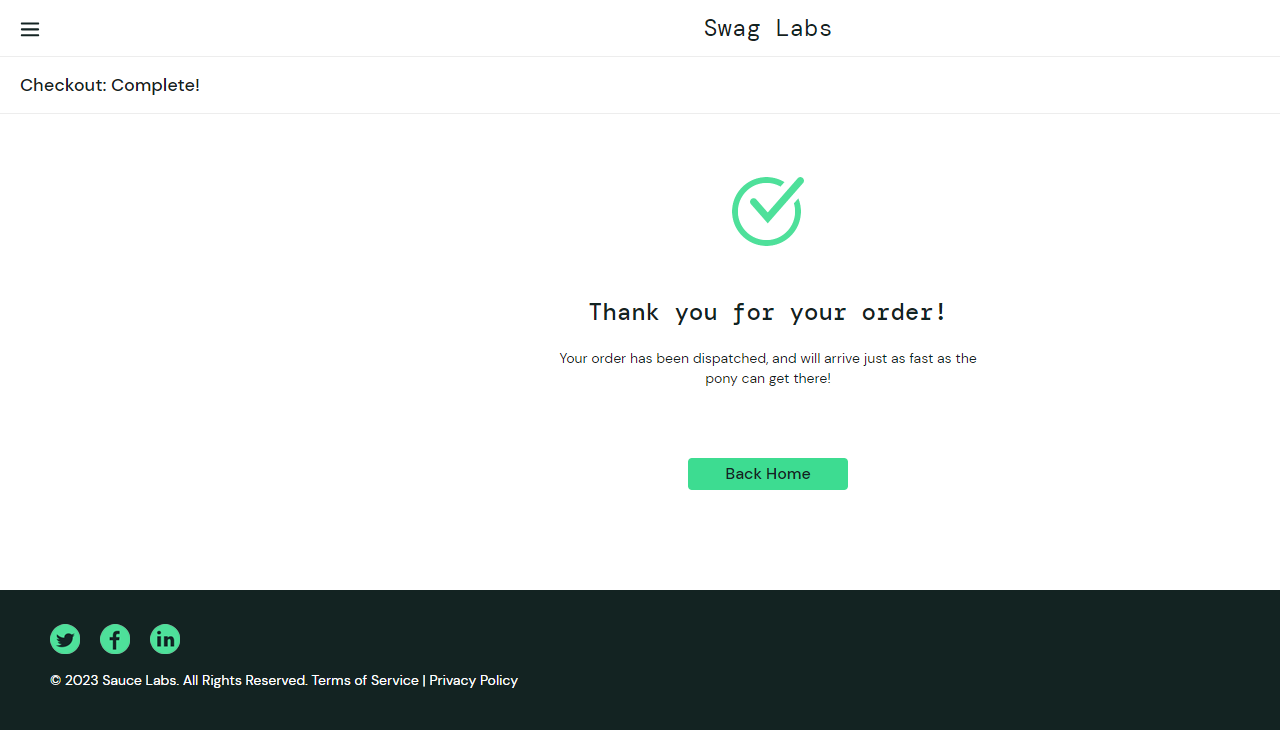 Swag Labs
Checkout: Complete!
Thank you for your order!
Your order has been dispatched, and will arrive just as fast as the
pony can get there!
Back Home
© 2023 Sauce Labs. All Rights Reserved. Terms of Service | Privacy Policy